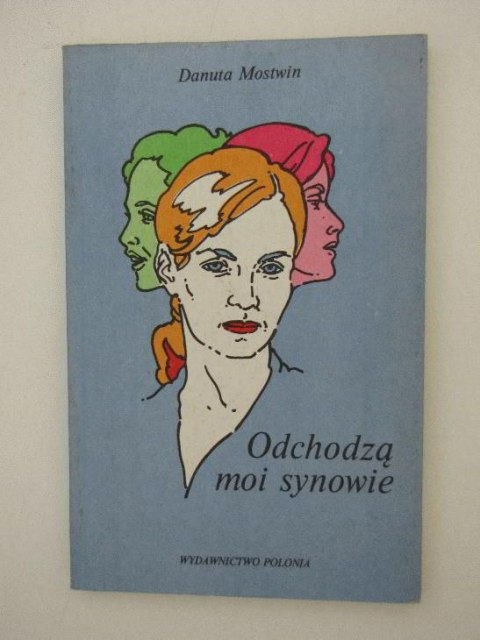 Danuta Mostwin
Odchodzą
moi synowie
WYDAWNICTWO POLONIA